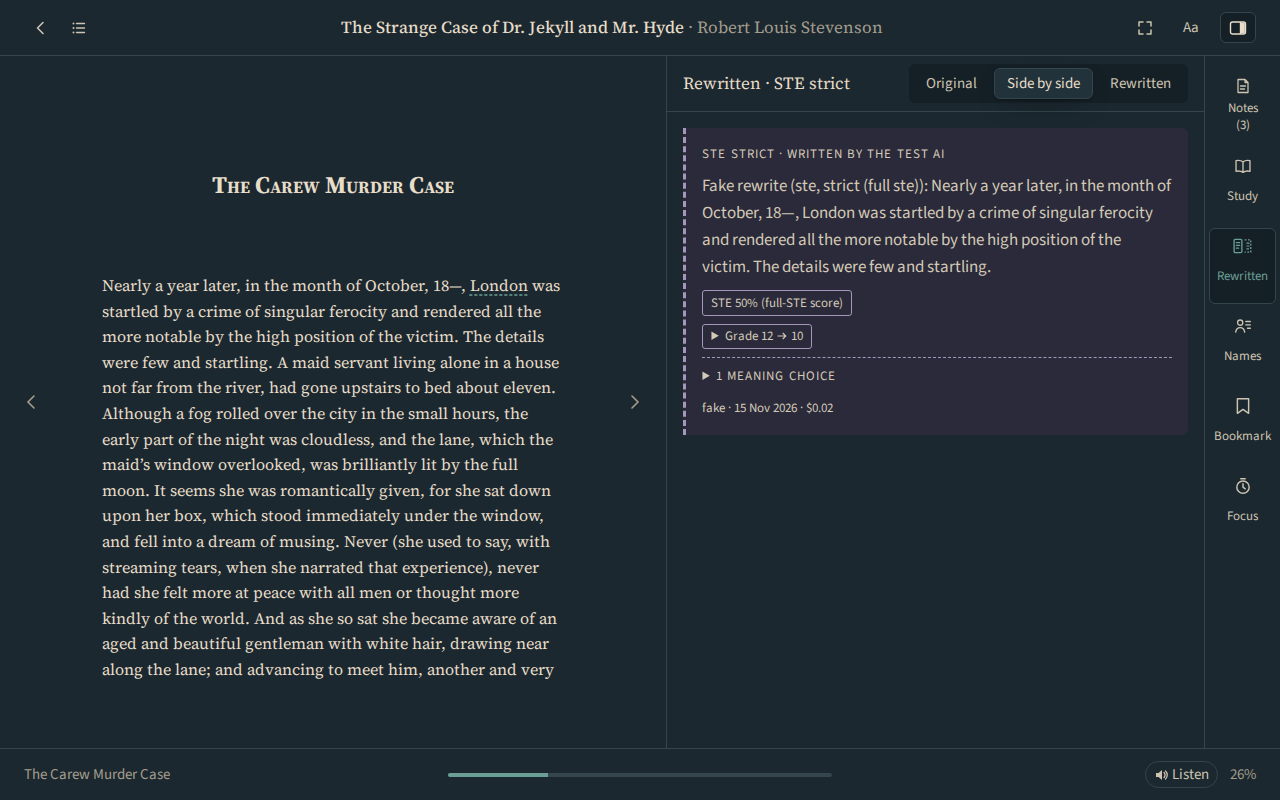 The Strange Case of Dr. Jekyll and Mr. Hyde · Robert Louis Stevenson
Aa
The Carew Murder Case
Nearly a year later, in the month of October, 18—, London was
startled by a crime of singular ferocity and rendered all the
more notable by the high position of the victim. The details
were few and startling. A maid servant living alone in a house
not far from the river, had gone upstairs to bed about eleven.
Although a fog rolled over the city in the small hours, the
early part of the night was cloudless, and the lane, which the
maid’s window overlooked, was brilliantly lit by the full
moon. It seems she was romantically given, for she sat down
upon her box, which stood immediately under the window,
and fell into a dream of musing. Never (she used to say, with
streaming tears, when she narrated that experience), never
had she felt more at peace with all men or thought more
kindly of the world. And as she so sat she became aware of an
aged and beautiful gentleman with white hair, drawing near
along the lane; and advancing to meet him, another and very
Rewritten · STE strict
Original
Side by side
Rewritten
STE STRICT · WRITTEN BY THE TEST AI
Fake rewrite (ste, strict (full ste)): Nearly a year later, in the month of
October, 18—, London was startled by a crime of singular ferocity
and rendered all the more notable by the high position of the
victim. The details were few and startling.
STE 50% (full-STE score)
Grade 12 → 10
1 MEANING CHOICE
fake · 15 Nov 2026 · $0.02
Notes
(3)
Study
Rewritten
Names
Bookmark
Focus
The Carew Murder Case
Listen
26%